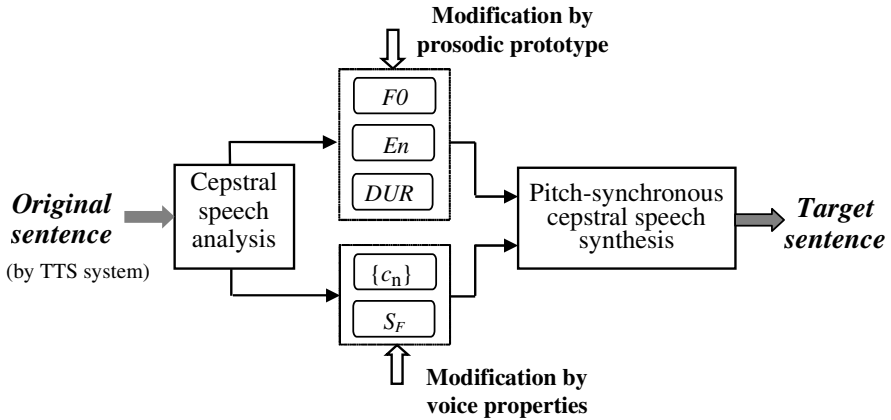 Modification by
prosodic prototype
F0
En
DUR
Cepstral
speech
analysis
Original
sentence
(by TTS system)
Pitch-synchronous
cepstral speech
synthesis
Target
sentence
{cₙ}
S_F
Modification by
voice properties